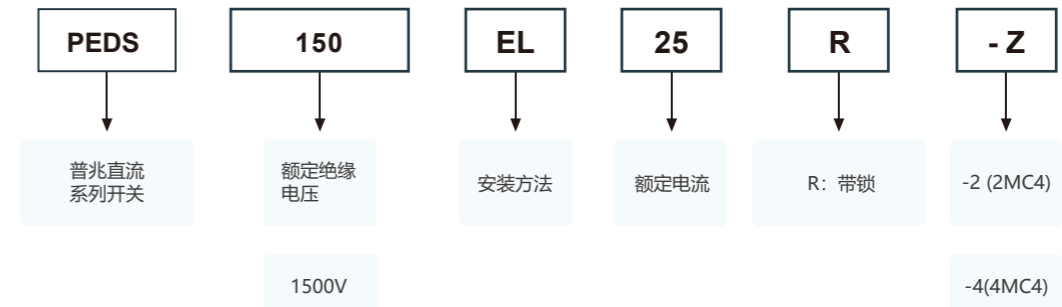 PEDS
150
EL
25
R
- Z
普兆直流
系列开关
额定绝缘
电压
安装方法
额定电流
R：带锁
-2 (2MC4)
1500V
-4(4MC4)